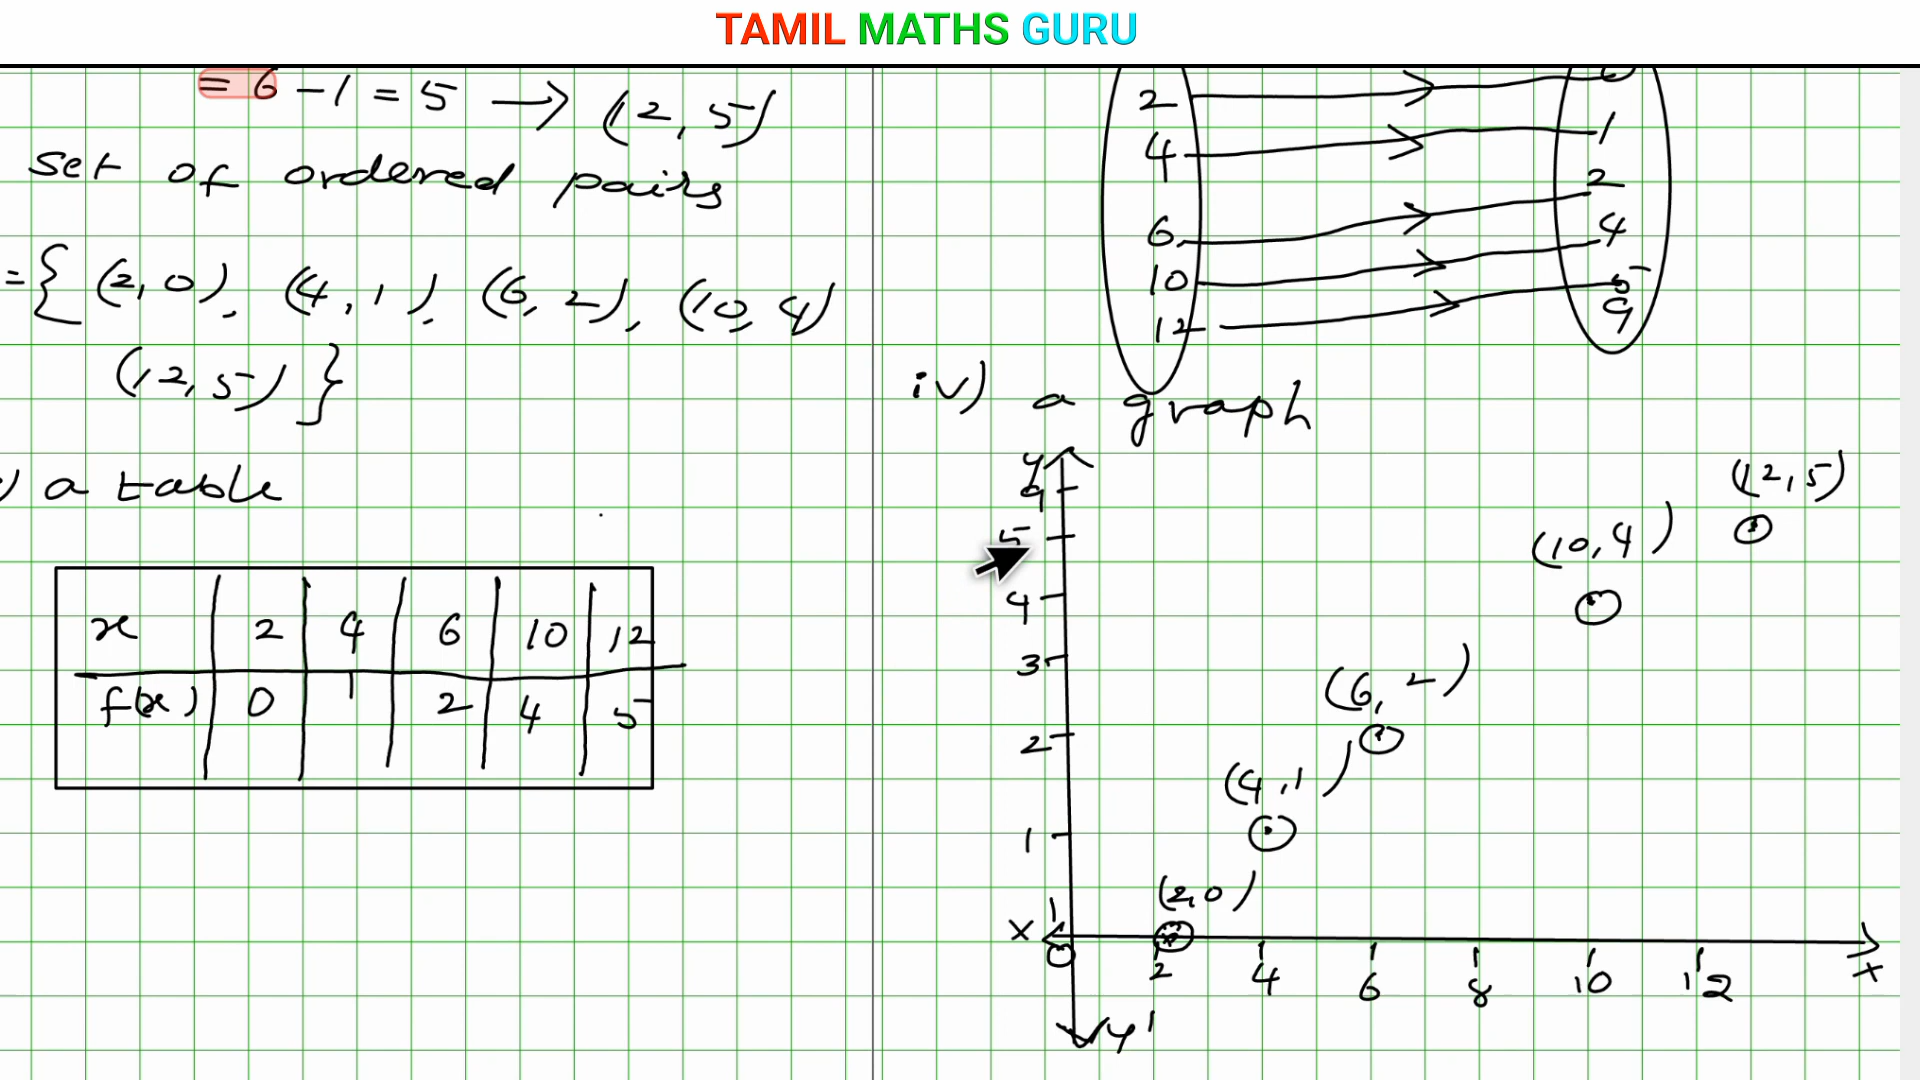 TAMIL MATHS GURU
= 6 - 1 = 5 → (12, 5)
set of ordered pairs
= { (2, 0), (4, 1), (6, 2), (10, 4)
(12, 5) }
) a table
x 2 4 6 10 12
f(x) 0 1 2 4 5
2
4
6
10
12
1
2
4
5
9
iv) a graph
y
9
5
4
3
2
1
(12, 5)
(10, 4)
(6, 2)
(4, 1)
(2, 0)
x'
0 2 4 6 8 10 12 x
y'